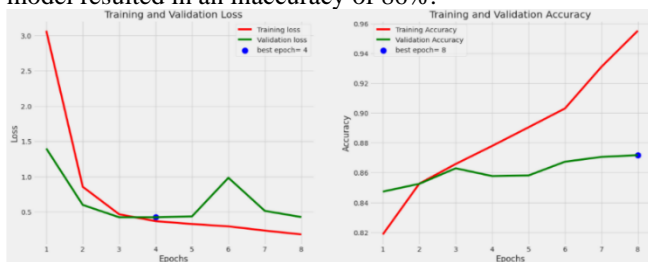 model resulted in an inaccuracy of 86%.
Training and Validation Loss
Training loss
Validation loss
best epoch= 4
3.0
2.5
2.0
1.5
1.0
0.5
Loss
1 2 3 4 5 6 7 8
Epochs
Training and Validation Accuracy
Training Accuracy
Validation Accuracy
best epoch= 8
0.96
0.94
0.92
0.90
0.88
0.86
0.84
0.82
Accuracy
1 2 3 4 5 6 7 8
Epochs